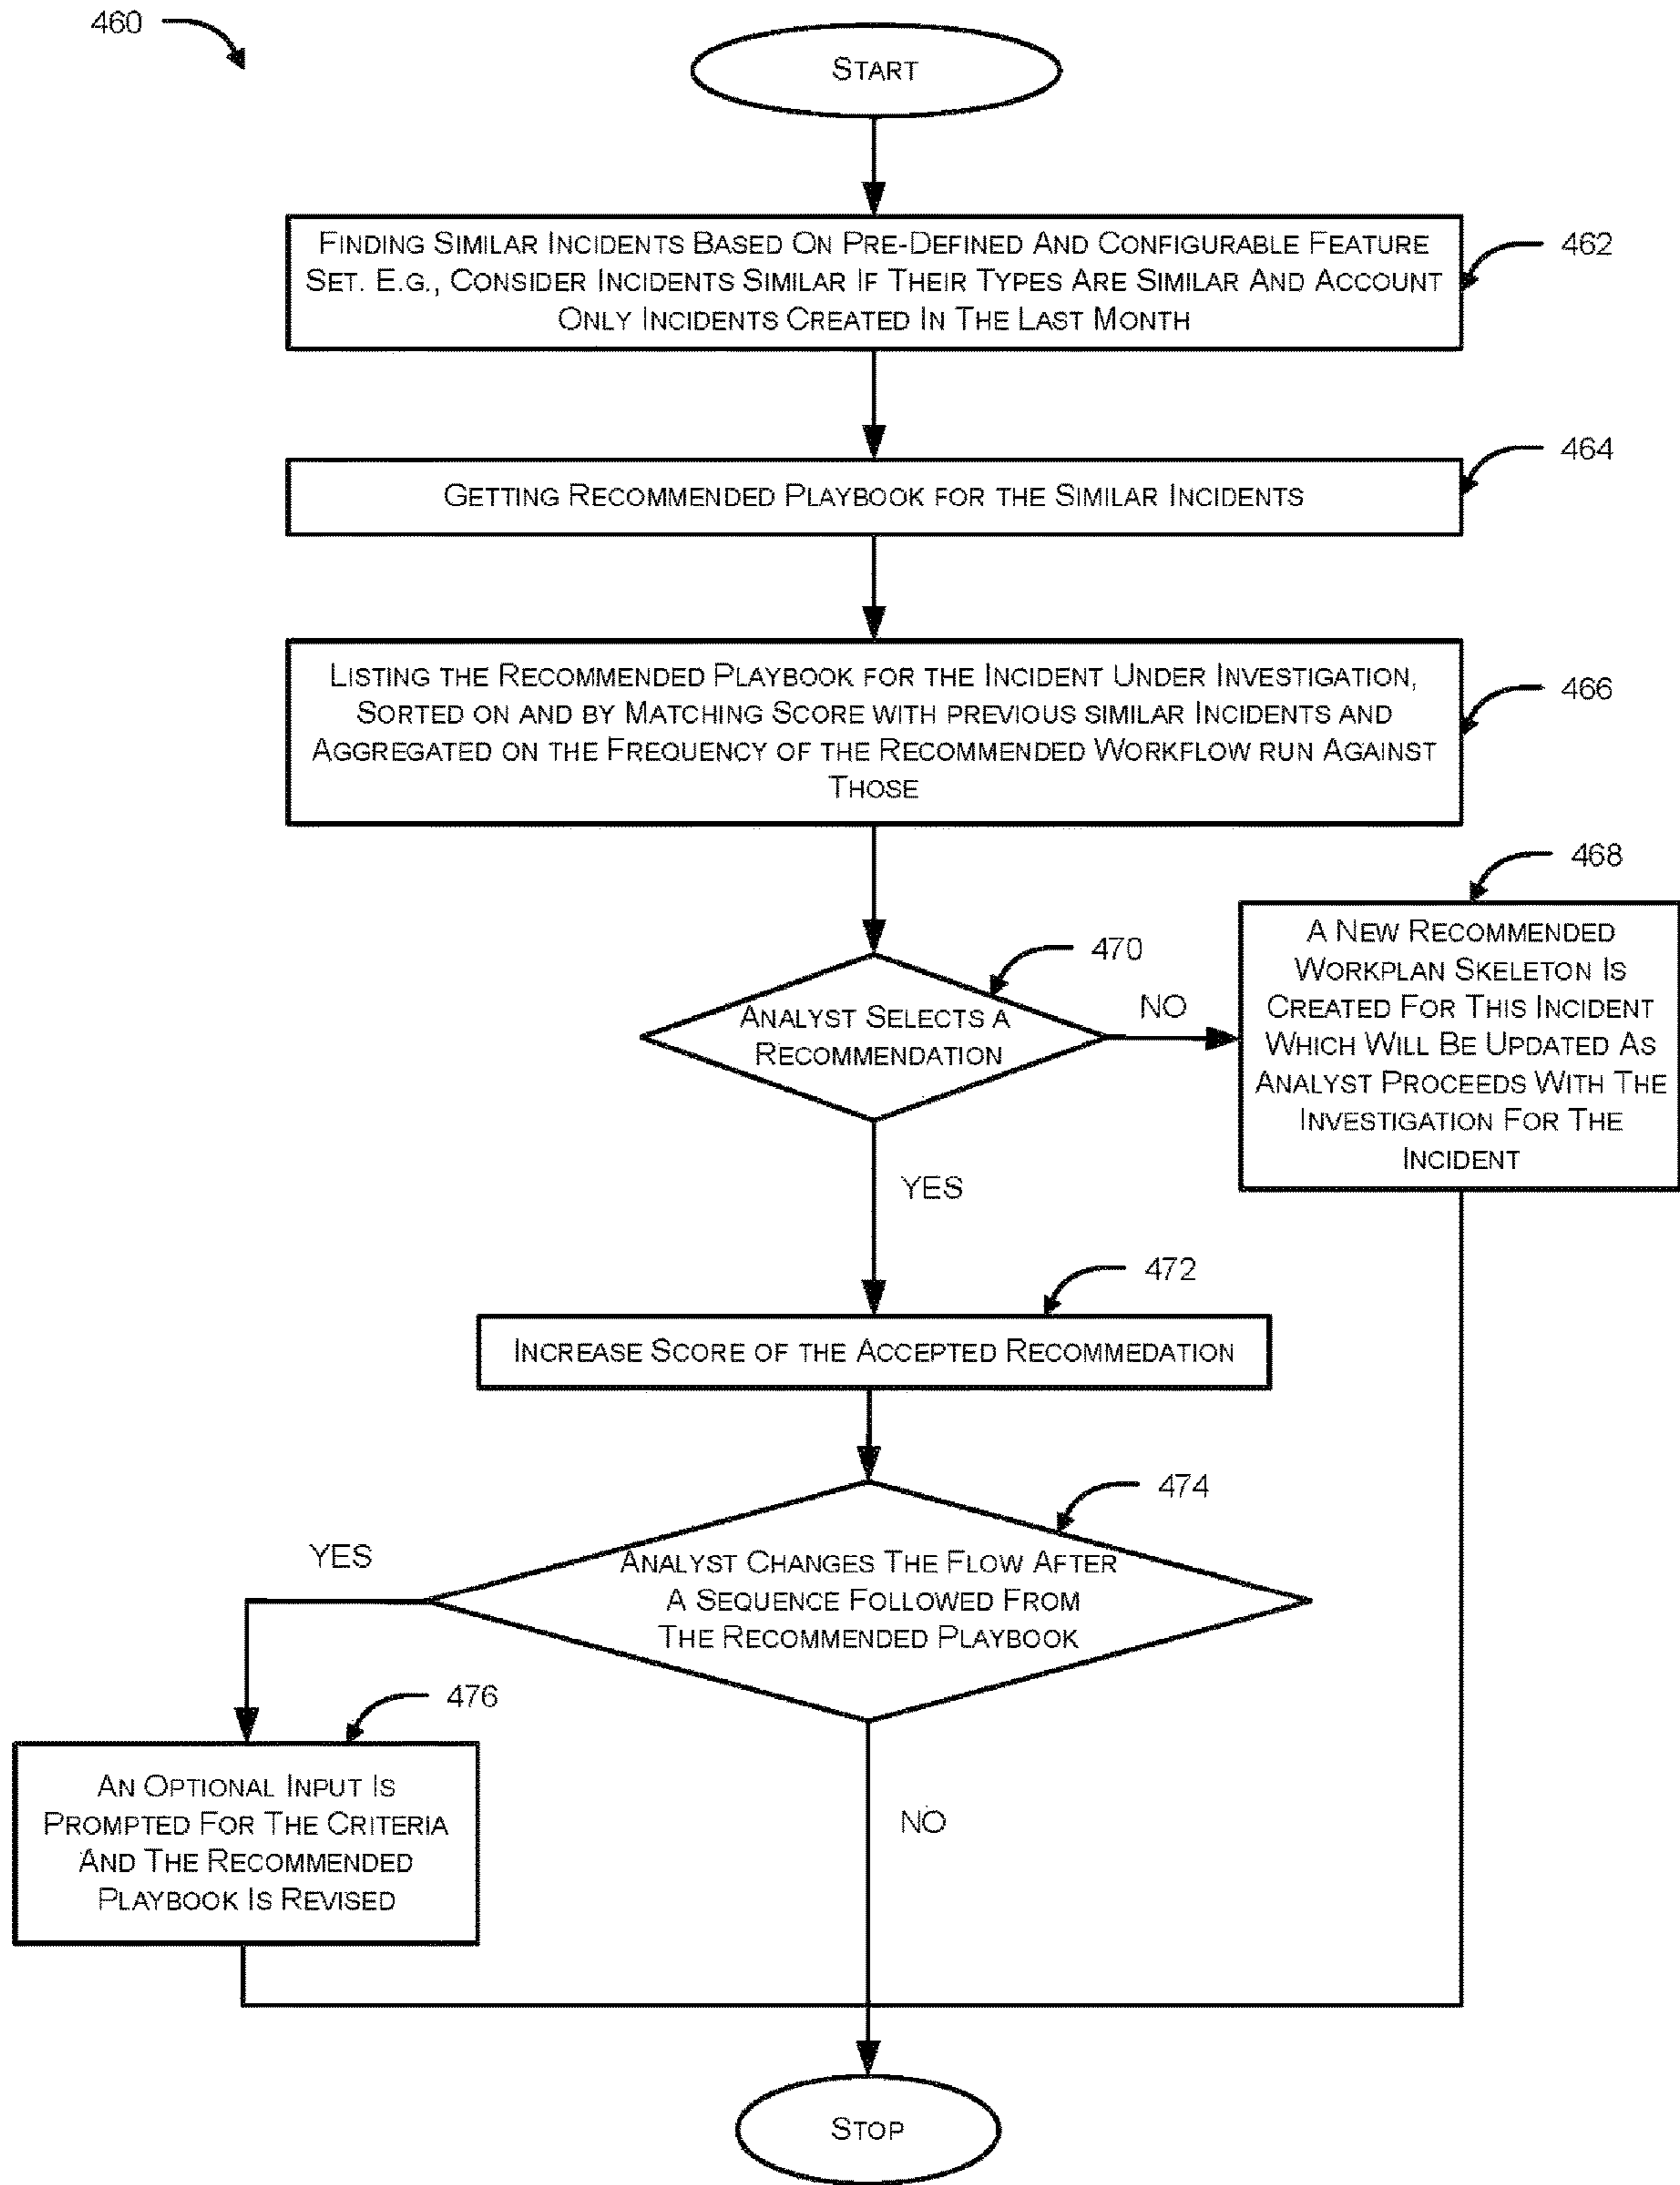 460
START
FINDING SIMILAR INCIDENTS BASED ON PRE-DEFINED AND CONFIGURABLE FEATURE
SET. E.G., CONSIDER INCIDENTS SIMILAR IF THEIR TYPES ARE SIMILAR AND ACCOUNT
ONLY INCIDENTS CREATED IN THE LAST MONTH
462
GETTING RECOMMENDED PLAYBOOK FOR THE SIMILAR INCIDENTS
464
LISTING THE RECOMMENDED PLAYBOOK FOR THE INCIDENT UNDER INVESTIGATION,
SORTED ON AND BY MATCHING SCORE WITH PREVIOUS SIMILAR INCIDENTS AND
AGGREGATED ON THE FREQUENCY OF THE RECOMMENDED WORKFLOW RUN AGAINST
THOSE
466
470
ANALYST SELECTS A
RECOMMENDATION
NO
468
A NEW RECOMMENDED
WORKPLAN SKELETON IS
CREATED FOR THIS INCIDENT
WHICH WILL BE UPDATED AS
ANALYST PROCEEDS WITH THE
INVESTIGATION FOR THE
INCIDENT
YES
472
INCREASE SCORE OF THE ACCEPTED RECOMMEDATION
474
ANALYST CHANGES THE FLOW AFTER
A SEQUENCE FOLLOWED FROM
THE RECOMMENDED PLAYBOOK
YES
476
AN OPTIONAL INPUT IS
PROMPTED FOR THE CRITERIA
AND THE RECOMMENDED
PLAYBOOK IS REVISED
NO
STOP